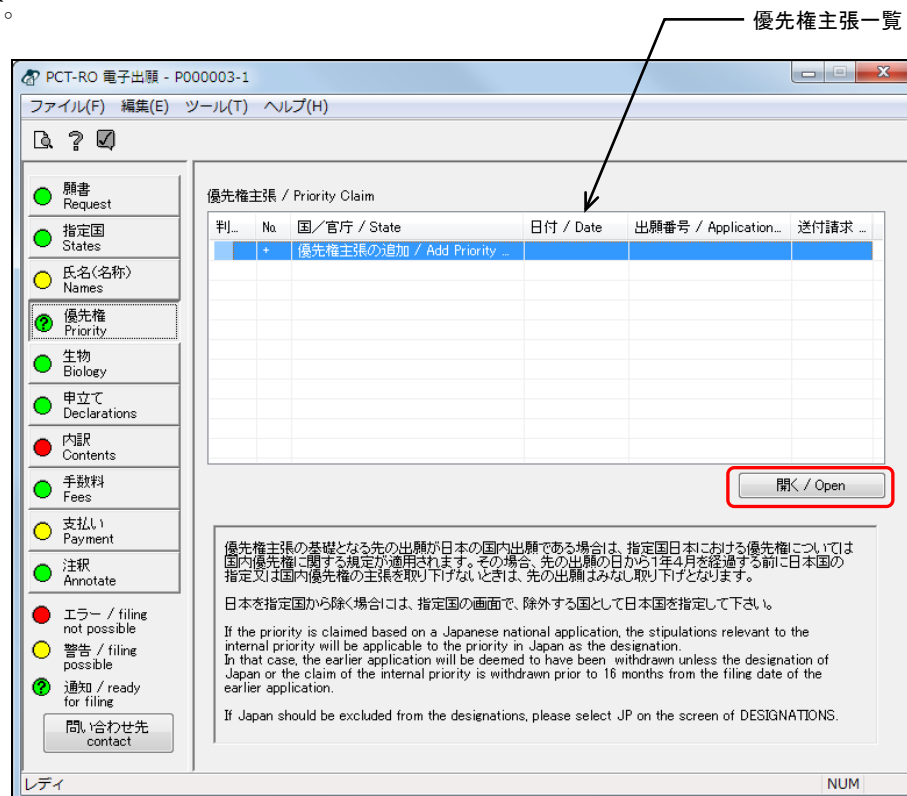 。
優先権主張一覧
PCT-RO 電子出願 - P000003-1
ファイル(F) 編集(E) ツール(T) ヘルプ(H)
願書
Request
指定国
States
氏名(名称)
Names
優先権
Priority
生物
Biology
申立て
Declarations
内訳
Contents
手数料
Fees
支払い
Payment
注釈
Annotate
エラー / filing
not possible
警告 / filing
possible
通知 / ready
for filing
問い合わせ先
contact
優先権主張 / Priority Claim
判... No. 国／官庁 / State 日付 / Date 出願番号 / Application... 送付請求 ...
+ 優先権主張の追加 / Add Priority ...
開く / Open
優先権主張の基礎となる先の出願が日本の国内出願である場合は、指定国日本における優先権については
国内優先権に関する規定が適用されます。その場合、先の出願の日から1年4月を経過する前に日本国の
指定又は国内優先権の主張を取り下げないときは、先の出願はみなし取り下げとなります。
日本を指定国から除く場合には、指定国の画面で、除外する国として日本国を指定して下さい。
If the priority is claimed based on a Japanese national application, the stipulations relevant to the
internal priority will be applicable to the priority in Japan as the designation.
In that case, the earlier application will be deemed to have been withdrawn unless the designation of
Japan or the claim of the internal priority is withdrawn prior to 16 months from the filing date of the
earlier application.
If Japan should be excluded from the designations, please select JP on the screen of DESIGNATIONS.
レディ NUM